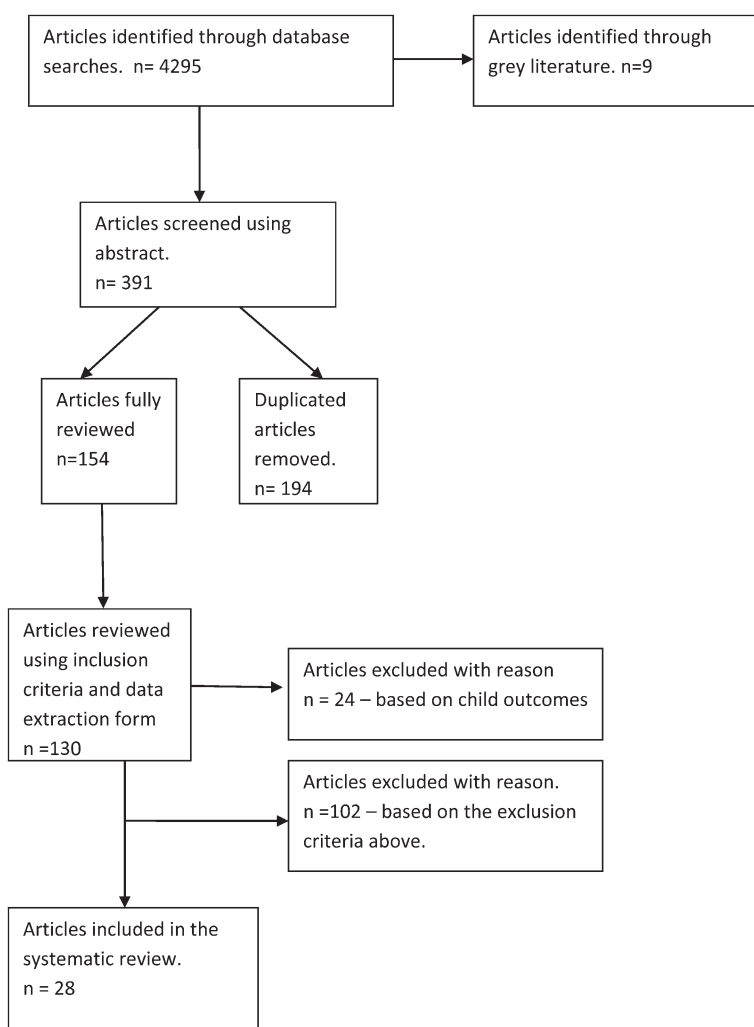 Articles identified through database
searches.  n= 4295
Articles identified through
grey literature. n=9
Articles screened using
abstract.
n= 391
Articles fully
reviewed
n=154
Duplicated
articles
removed.
n= 194
Articles reviewed
using inclusion
criteria and data
extraction form
n =130
Articles excluded with reason
n = 24 – based on child outcomes
Articles excluded with reason.
n =102 – based on the exclusion
criteria above.
Articles included in the
systematic review.
n = 28